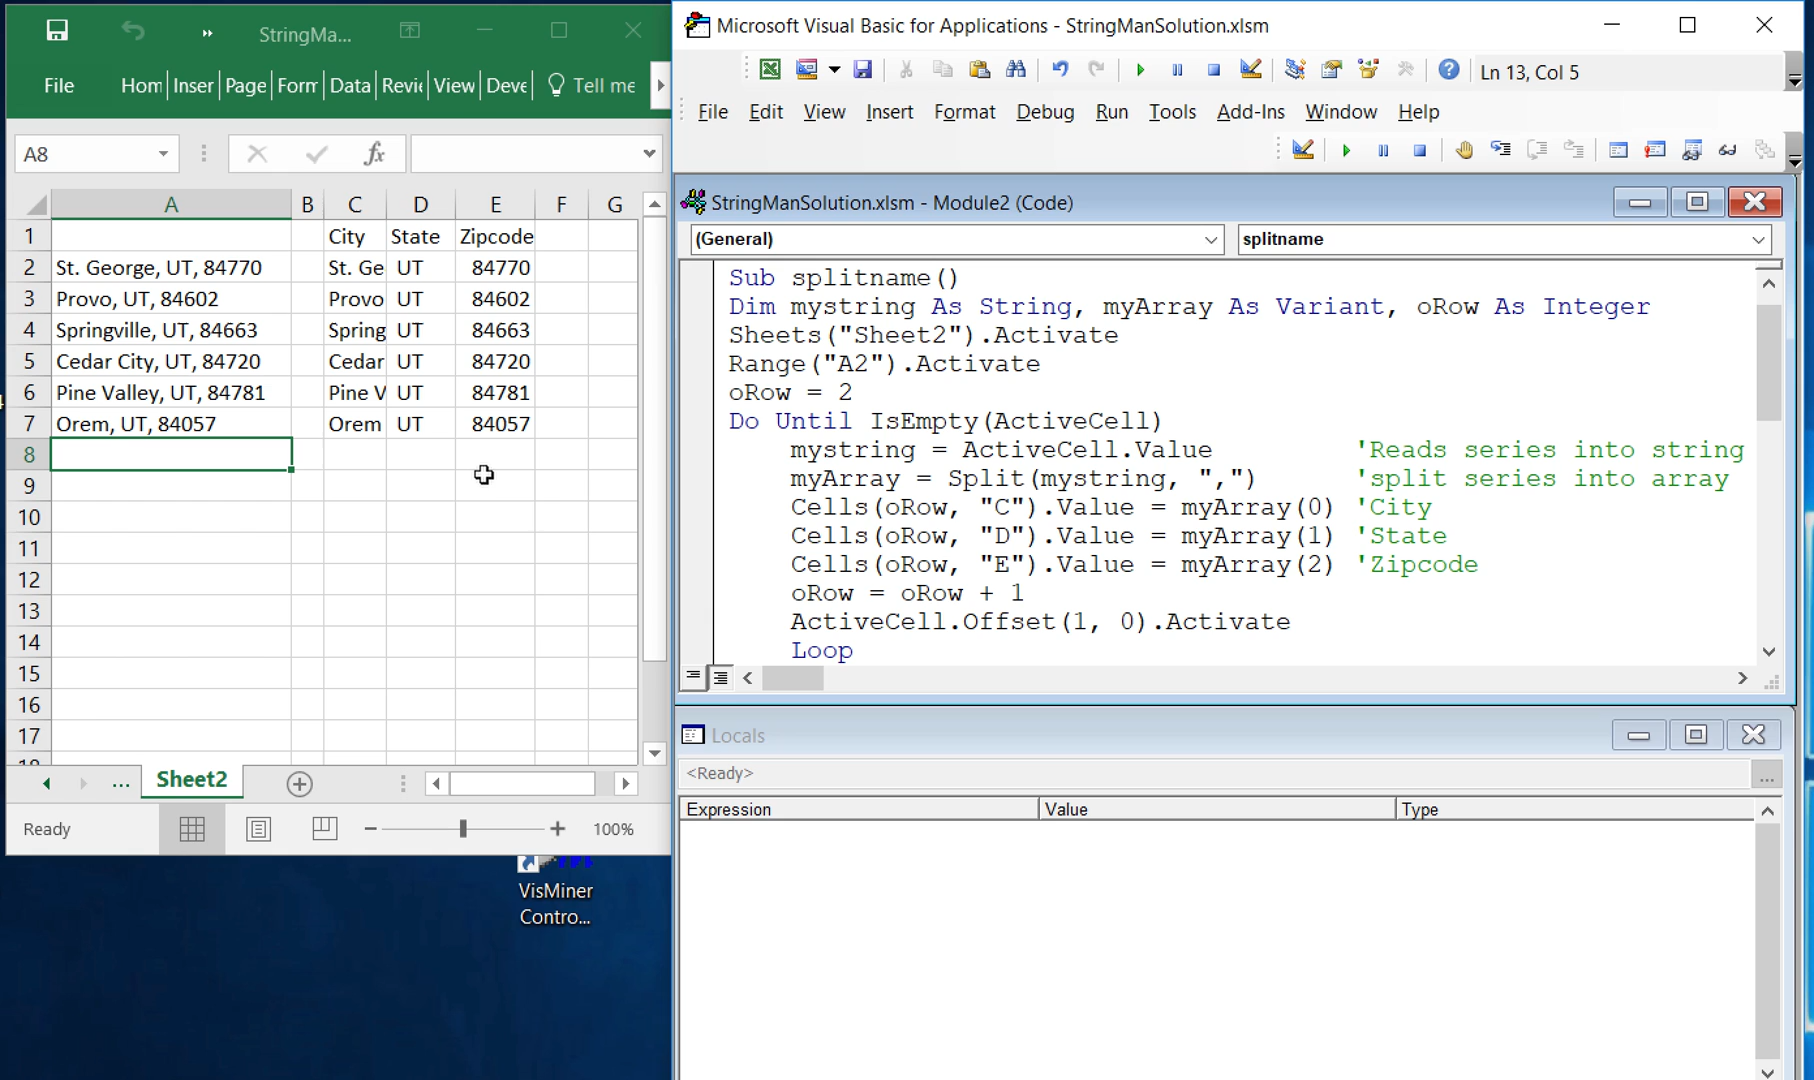 StringMa...
File Hom Inser Page Form Data Revi View Deve Tell me
A8
fx
A B C D E F G
1 City State Zipcode
2 St. George, UT, 84770 St. Ge UT 84770
3 Provo, UT, 84602 Provo UT 84602
4 Springville, UT, 84663 Spring UT 84663
5 Cedar City, UT, 84720 Cedar UT 84720
6 Pine Valley, UT, 84781 Pine V UT 84781
7 Orem, UT, 84057 Orem UT 84057
8
9
10
11
12
13
14
15
16
17
... Sheet2
Ready 100%
VisMiner
Contro...
Microsoft Visual Basic for Applications - StringManSolution.xlsm
Ln 13, Col 5
File Edit View Insert Format Debug Run Tools Add-Ins Window Help
StringManSolution.xlsm - Module2 (Code)
(General) splitname
Sub splitname()
Dim mystring As String, myArray As Variant, oRow As Integer
Sheets("Sheet2").Activate
Range("A2").Activate
oRow = 2
Do Until IsEmpty(ActiveCell)
mystring = ActiveCell.Value 'Reads series into string
myArray = Split(mystring, ",") 'split series into array
Cells(oRow, "C").Value = myArray(0) 'City
Cells(oRow, "D").Value = myArray(1) 'State
Cells(oRow, "E").Value = myArray(2) 'Zipcode
oRow = oRow + 1
ActiveCell.Offset(1, 0).Activate
Loop
Locals
<Ready>
...
Expression Value Type